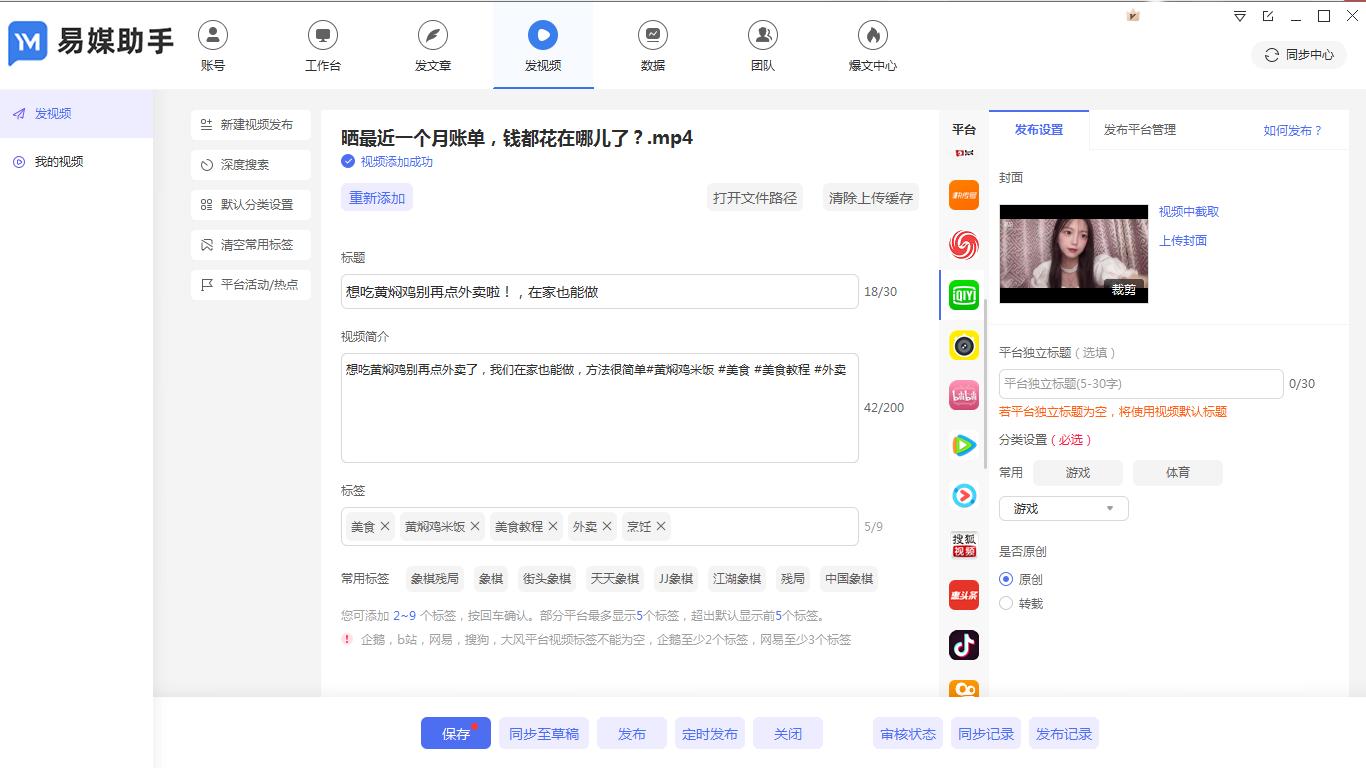 易媒助手
账号
工作台
发文章
发视频
数据
团队
爆文中心
同步中心
发视频
我的视频
新建视频发布
深度搜索
默认分类设置
清空常用标签
平台活动/热点
晒最近一个月账单，钱都花在哪儿了？.mp4
视频添加成功
重新添加
打开文件路径
清除上传缓存
标题
想吃黄焖鸡别再点外卖啦！，在家也能做
18/30
视频简介
想吃黄焖鸡别再点外卖了，我们在家也能做，方法很简单#黄焖鸡米饭 #美食 #美食教程 #外卖
42/200
标签
美食 黄焖鸡米饭 美食教程 外卖 烹饪
5/9
常用标签 象棋残局 象棋 街头象棋 天天象棋 JJ象棋 江湖象棋 残局 中国象棋
您可添加 2~9 个标签，按回车确认。部分平台最多显示5个标签，超出默认显示前5个标签。
企鹅，b站，网易，搜狗，大风平台视频标签不能为空，企鹅至少2个标签，网易至少3个标签
平台
iQIYI
bilibili
搜狐
视频
惠头条
发布设置
发布平台管理
如何发布？
封面
视频中截取
上传封面
裁剪
平台独立标题（选填）
平台独立标题(5-30字)
0/30
若平台独立标题为空，将使用视频默认标题
分类设置（必选）
常用 游戏 体育
游戏
是否原创
原创
转载
保存 同步至草稿 发布 定时发布 关闭 审核状态 同步记录 发布记录